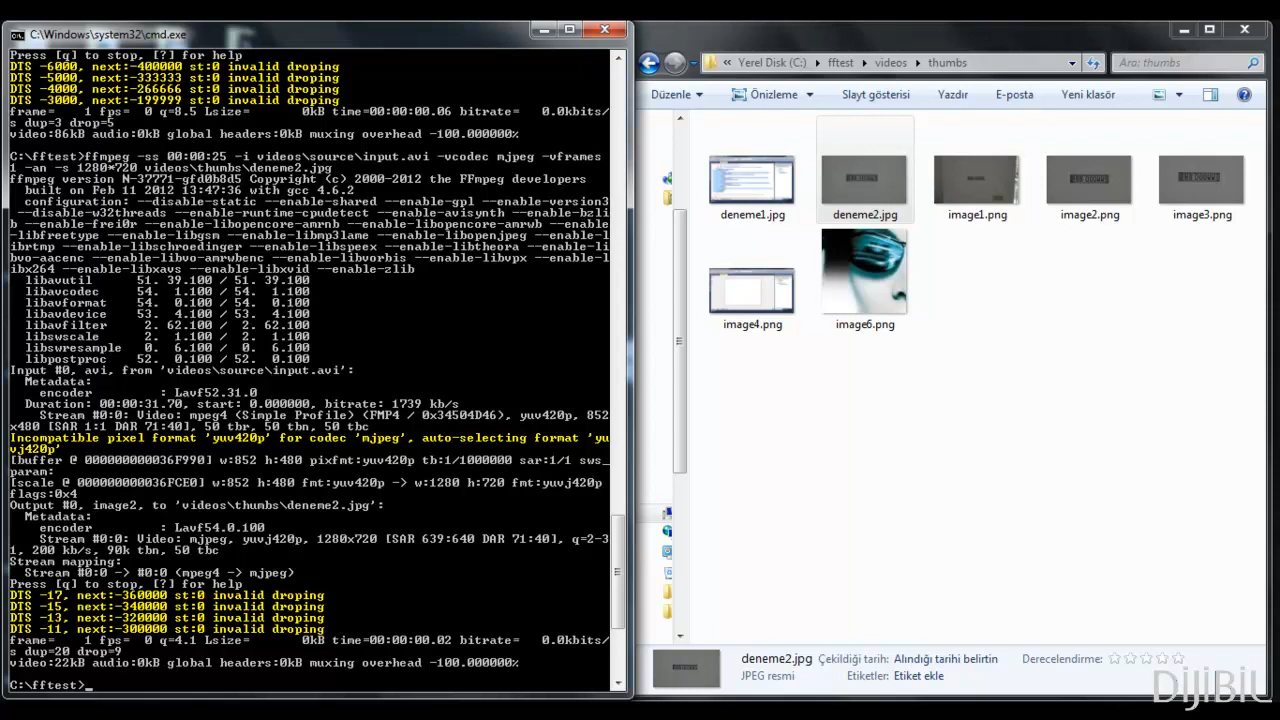 C:\Windows\system32\cmd.exe
Press [q] to stop, [?] for help
DTS -6000, next:-400000 st:0 invalid droping
DTS -5000, next:-333333 st:0 invalid droping
DTS -4000, next:-266666 st:0 invalid droping
DTS -3000, next:-199999 st:0 invalid droping
frame=    1 fps=  0 q=8.5 Lsize=       0kB time=00:00:00.06 bitrate=   0.0kbits/
s dup=3 drop=5
video:86kB audio:0kB global headers:0kB muxing overhead -100.000000%
C:\fftest>ffmpeg -ss 00:00:25 -i videos\source\input.avi -vcodec mjpeg -vframes
1 -an -s 1280*720 videos\thumbs\deneme2.jpg
ffmpeg version N-37771-gfd0b8d5 Copyright (c) 2000-2012 the FFmpeg developers
built on Feb 11 2012 13:47:36 with gcc 4.6.2
configuration: --disable-static --enable-shared --enable-gpl --enable-version3
--disable-w32threads --enable-runtime-cpudetect --enable-avisynth --enable-bzli
b --enable-frei0r --enable-libopencore-amrnb --enable-libopencore-amrwb --enable
-libfreetype --enable-libgsm --enable-libmp3lame --enable-libopenjpeg --enable-l
ibrtmp --enable-libschroedinger --enable-libspeex --enable-libtheora --enable-li
bvo-aacenc --enable-libvo-amrwbenc --enable-libvorbis --enable-libvpx --enable-l
ibx264 --enable-libxavs --enable-libxvid --enable-zlib
libavutil      51. 39.100 / 51. 39.100
libavcodec     54.  1.100 / 54.  1.100
libavformat    54.  0.100 / 54.  0.100
libavdevice    53.  4.100 / 53.  4.100
libavfilter     2. 62.100 /  2. 62.100
libswscale      2.  1.100 /  2.  1.100
libswresample   0.  6.100 /  0.  6.100
libpostproc    52.  0.100 / 52.  0.100
Input #0, avi, from 'videos\source\input.avi':
Metadata:
encoder         : Lavf52.31.0
Duration: 00:00:31.70, start: 0.000000, bitrate: 1739 kb/s
Stream #0:0: Video: mpeg4 (Simple Profile) (FMP4 / 0x34504D46), yuv420p, 852
x480 [SAR 1:1 DAR 71:40], 50 tbr, 50 tbn, 50 tbc
Incompatible pixel format 'yuv420p' for codec 'mjpeg', auto-selecting format 'yu
vj420p'
[buffer @ 000000000036F990] w:852 h:480 pixfmt:yuv420p tb:1/1000000 sar:1/1 sws_
param:
[scale @ 000000000036FCE0] w:852 h:480 fmt:yuv420p -> w:1280 h:720 fmt:yuvj420p
flags:0x4
Output #0, image2, to 'videos\thumbs\deneme2.jpg':
Metadata:
encoder         : Lavf54.0.100
Stream #0:0: Video: mjpeg, yuvj420p, 1280x720 [SAR 639:640 DAR 71:40], q=2-3
1, 200 kb/s, 90k tbn, 50 tbc
Stream mapping:
Stream #0:0 -> #0:0 (mpeg4 -> mjpeg)
Press [q] to stop, [?] for help
DTS -17, next:-360000 st:0 invalid droping
DTS -15, next:-340000 st:0 invalid droping
DTS -13, next:-320000 st:0 invalid droping
DTS -11, next:-300000 st:0 invalid droping
frame=    1 fps=  0 q=4.1 Lsize=       0kB time=00:00:00.02 bitrate=   0.0kbits/
s dup=20 drop=9
video:22kB audio:0kB global headers:0kB muxing overhead -100.000000%
C:\fftest>_
« Yerel Disk (C:) fftest videos thumbs
Ara: thumbs
Düzenle Önizleme Slayt gösterisi Yazdır E-posta Yeni klasör
deneme1.jpg deneme2.jpg image1.png image2.png image3.png
image4.png image6.png
deneme2.jpg Çekildiği tarih: Alındığı tarihi belirtin Derecelendirme:
JPEG resmi Etiketler: Etiket ekle
DİJİBİL